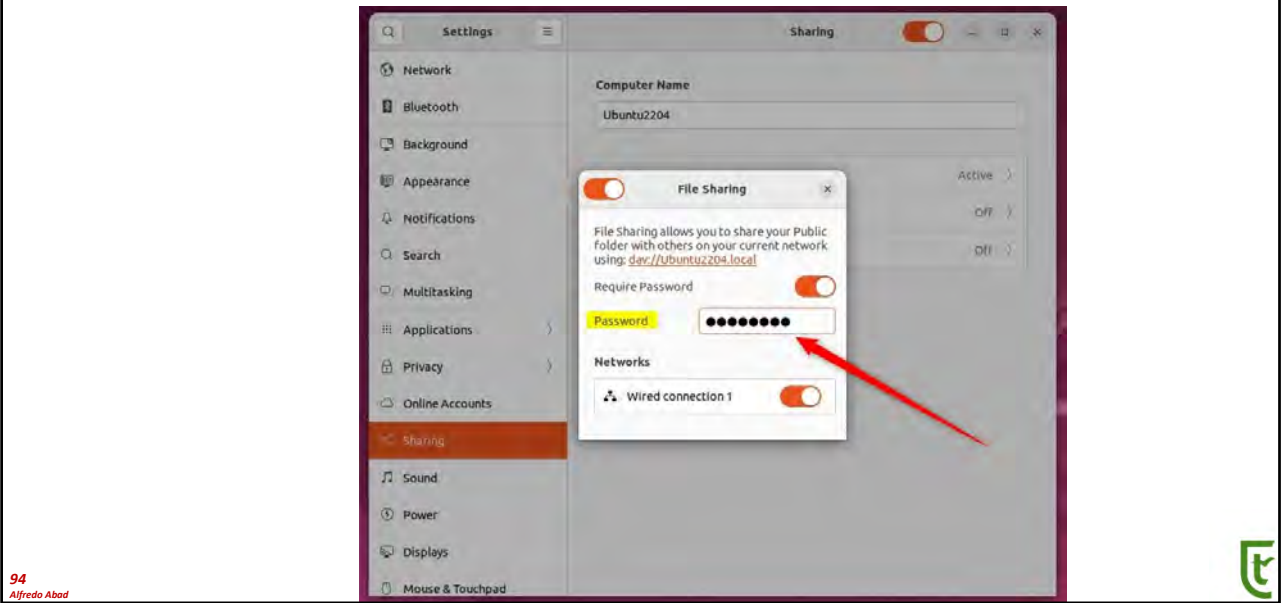 Settings
Sharing
Network
Bluetooth
Background
Appearance
Notifications
Search
Multitasking
Applications
Privacy
Online Accounts
Sharing
Sound
Power
Displays
Mouse & Touchpad
Computer Name
Ubuntu2204
Active
Off
Off
File Sharing
File Sharing allows you to share your Public
folder with others on your current network
using: dav://Ubuntu2204.local
Require Password
Password
●●●●●●●●
Networks
Wired connection 1
94
Alfredo Abad